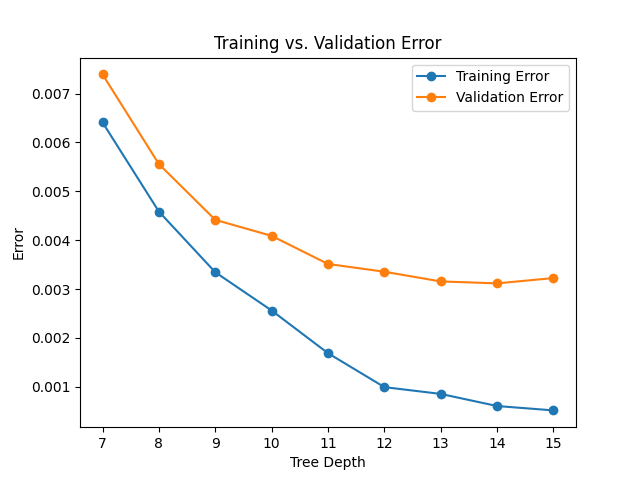 Training vs. Validation Error
Training Error
Validation Error
0.007
0.006
0.005
0.004
0.003
0.002
0.001
Error
7 8 9 10 11 12 13 14 15
Tree Depth